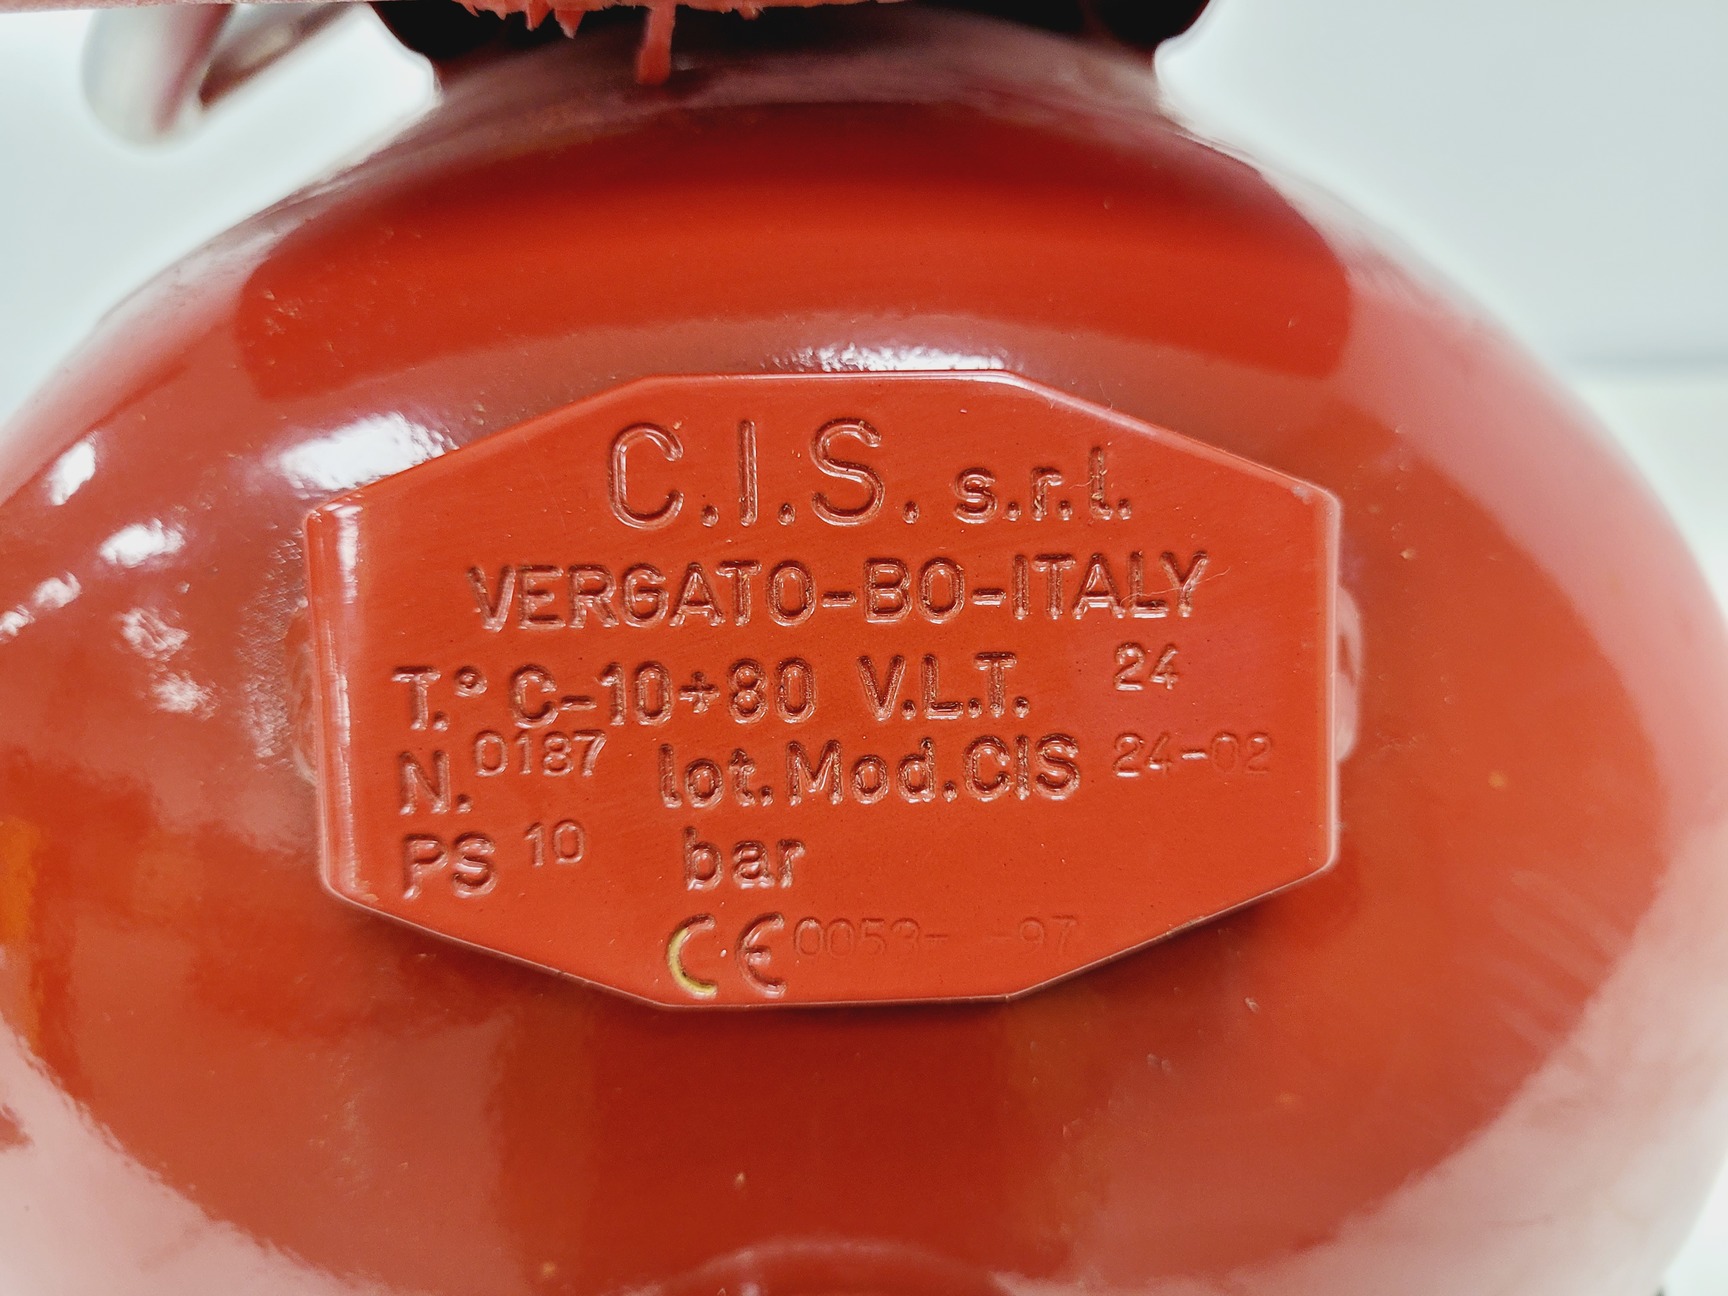 C.I.S. s.r.l.
VERGATO-BO-ITALY
T.° C-10+80 V.L.T. 24
N. 0187 lot. Mod. CIS 24-02
PS 10 bar
CE 0053- -97